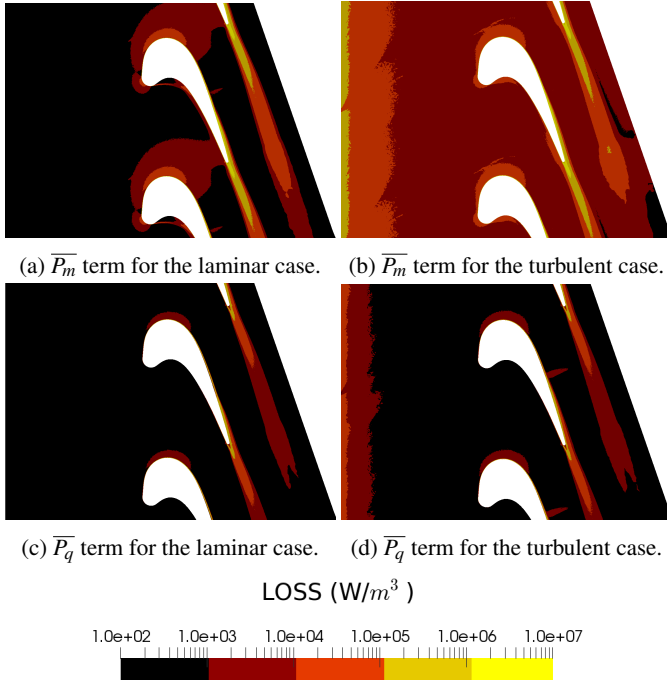 (a) $\overline{P_m}$ term for the laminar case. (b) $\overline{P_m}$ term for the turbulent case.
(c) $\overline{P_q}$ term for the laminar case. (d) $\overline{P_q}$ term for the turbulent case.
LOSS (W/$m^3$ )
1.0e+02 1.0e+03 1.0e+04 1.0e+05 1.0e+06 1.0e+07